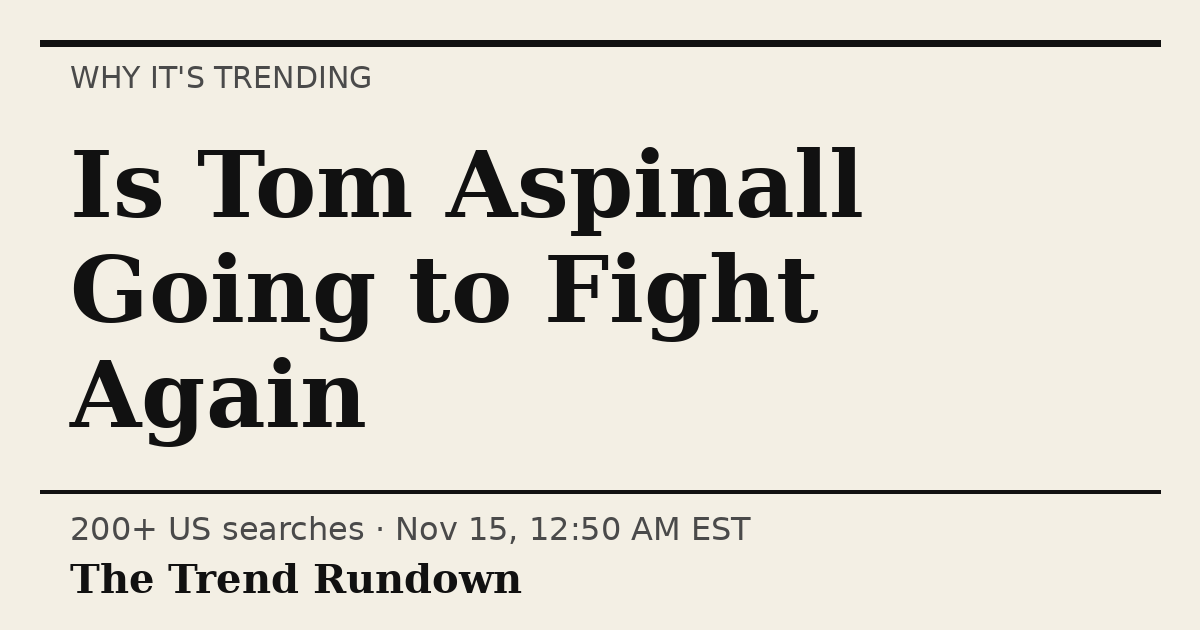 WHY IT'S TRENDING
Is Tom Aspinall
Going to Fight
Again
200+ US searches · Nov 15, 12:50 AM EST
The Trend Rundown